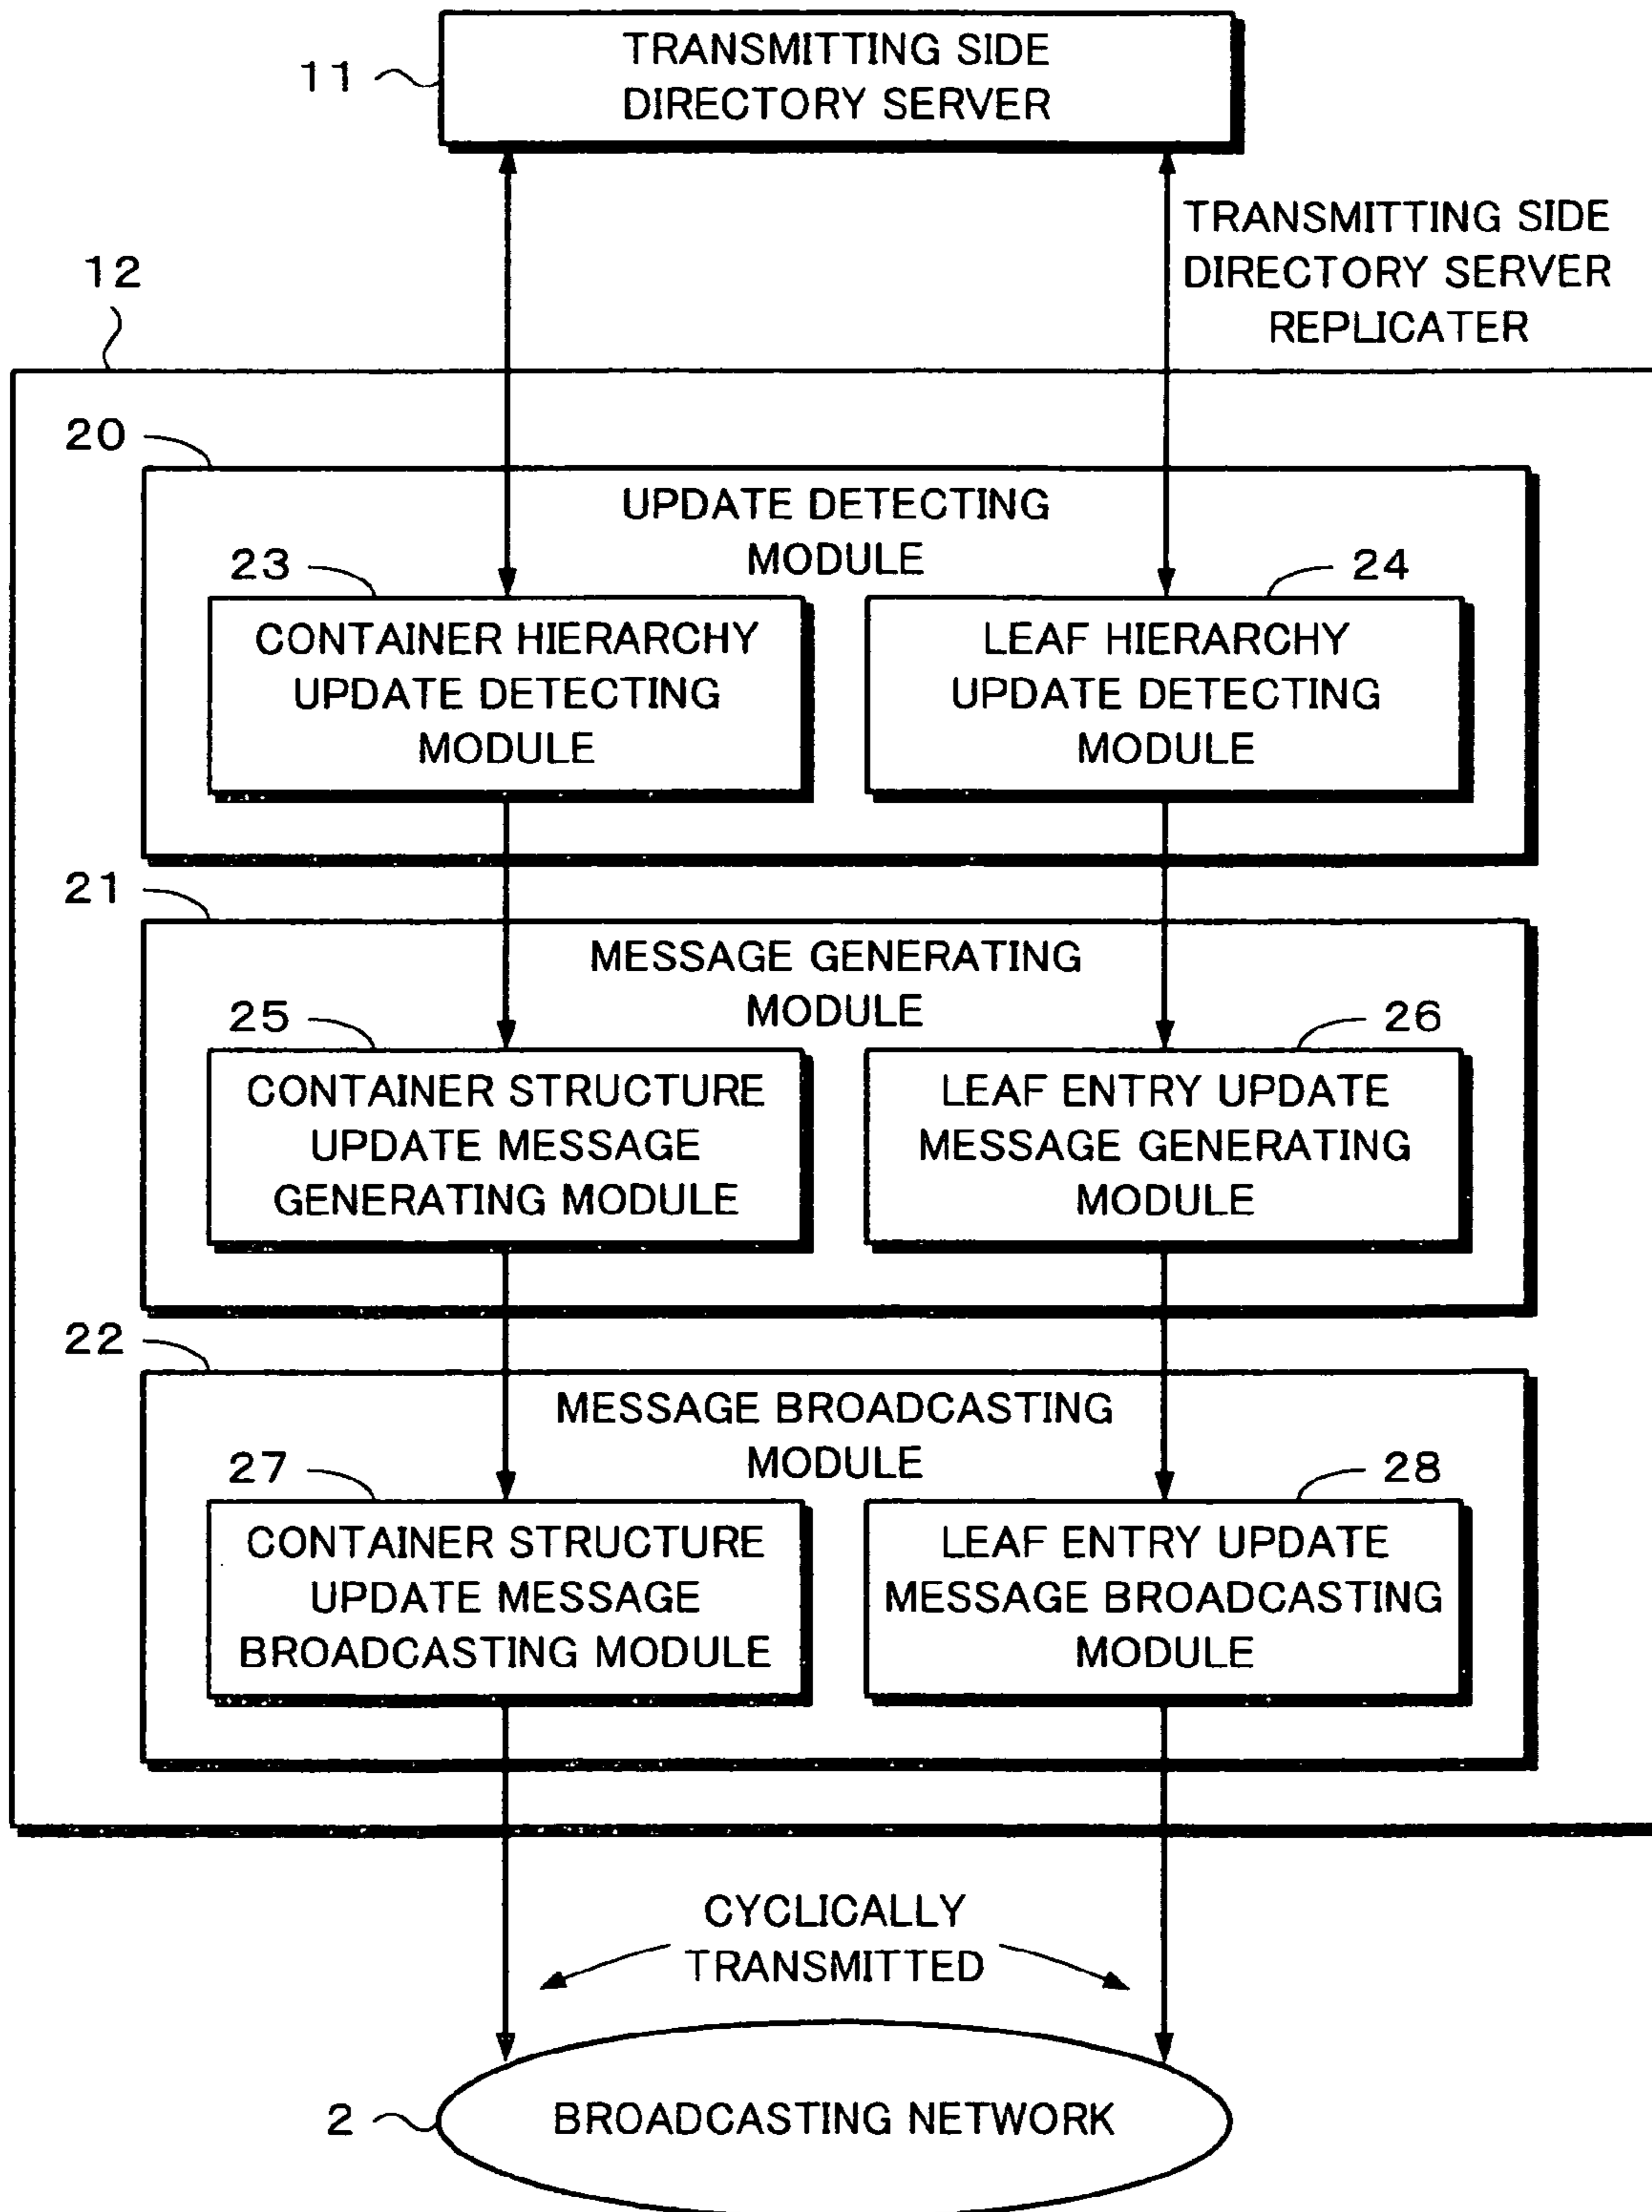 TRANSMITTING SIDE
DIRECTORY SERVER
11
TRANSMITTING SIDE
DIRECTORY SERVER
REPLICATER
12
20
UPDATE DETECTING
MODULE
23
24
CONTAINER HIERARCHY
UPDATE DETECTING
MODULE
LEAF HIERARCHY
UPDATE DETECTING
MODULE
21
MESSAGE GENERATING
MODULE
25
26
CONTAINER STRUCTURE
UPDATE MESSAGE
GENERATING MODULE
LEAF ENTRY UPDATE
MESSAGE GENERATING
MODULE
22
MESSAGE BROADCASTING
MODULE
27
28
CONTAINER STRUCTURE
UPDATE MESSAGE
BROADCASTING MODULE
LEAF ENTRY UPDATE
MESSAGE BROADCASTING
MODULE
CYCLICALLY
TRANSMITTED
2
BROADCASTING NETWORK